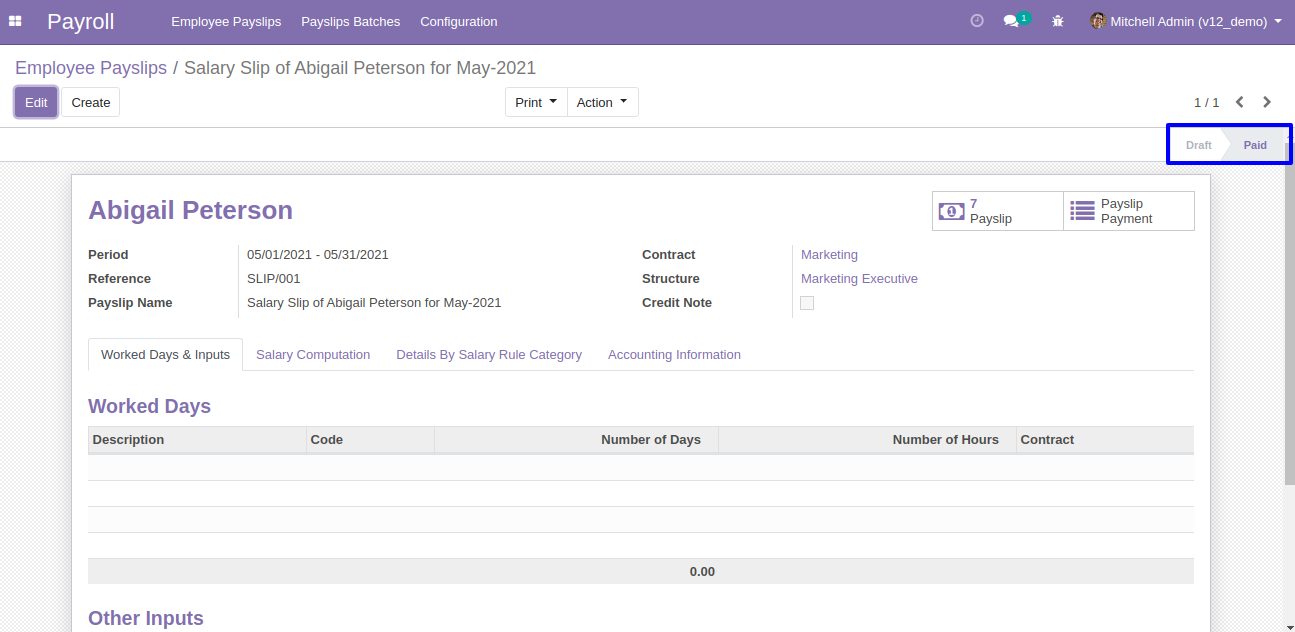 Payroll Employee Payslips Payslips Batches Configuration 1 Mitchell Admin (v12_demo)
Employee Payslips / Salary Slip of Abigail Peterson for May-2021
Edit Create Print Action 1 / 1
Draft Paid
Abigail Peterson
7 Payslip
Payslip Payment
Period 05/01/2021 - 05/31/2021 Contract Marketing
Reference SLIP/001 Structure Marketing Executive
Payslip Name Salary Slip of Abigail Peterson for May-2021 Credit Note
Worked Days & Inputs Salary Computation Details By Salary Rule Category Accounting Information
Worked Days
Description Code Number of Days Number of Hours Contract
0.00
Other Inputs